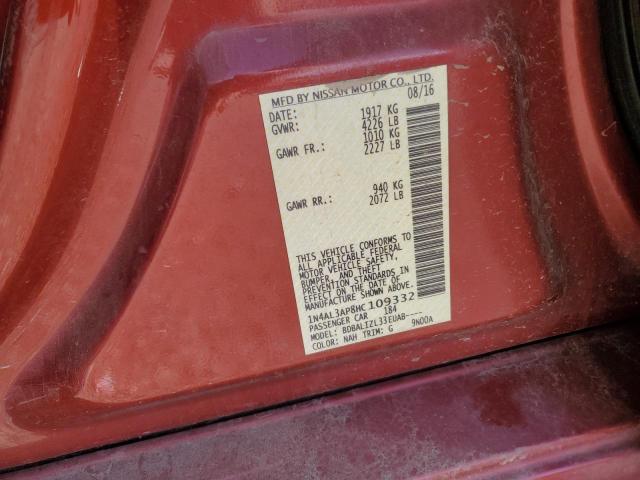 MFD BY NISSAN MOTOR CO., LTD.
DATE: 08/16
GVWR: 1917 KG
4226 LB
GAWR FR.: 1010 KG
2227 LB
GAWR RR.: 940 KG
2072 LB
THIS VEHICLE CONFORMS TO
ALL APPLICABLE FEDERAL
MOTOR VEHICLE SAFETY,
BUMPER, AND THEFT
PREVENTION STANDARDS IN
EFFECT ON THE DATE OF
MANUFACTURE SHOWN ABOVE.
1N4AL3AP8HC109332
PASSENGER CAR 184
MODEL: BDBALIZL33EUAB----
COLOR: NAH TRIM: G 9N00A